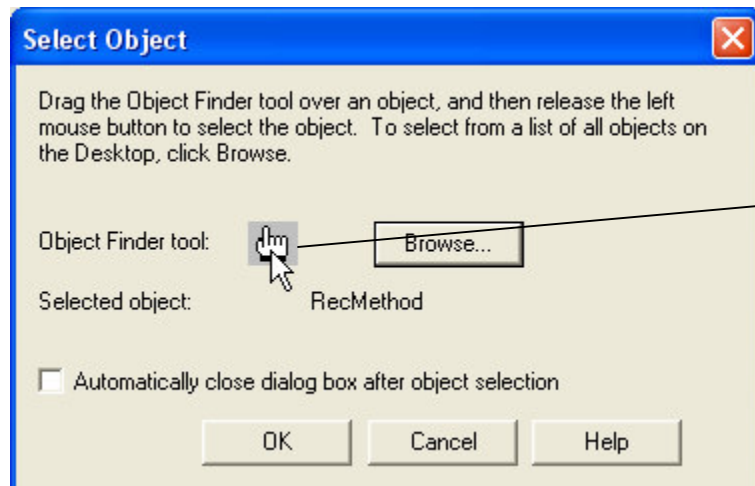 Select Object
Drag the Object Finder tool over an object, and then release the left
mouse button to select the object.  To select from a list of all objects on
the Desktop, click Browse.
Object Finder tool:
Browse...
Selected object:
RecMethod
Automatically close dialog box after object selection
OK
Cancel
Help